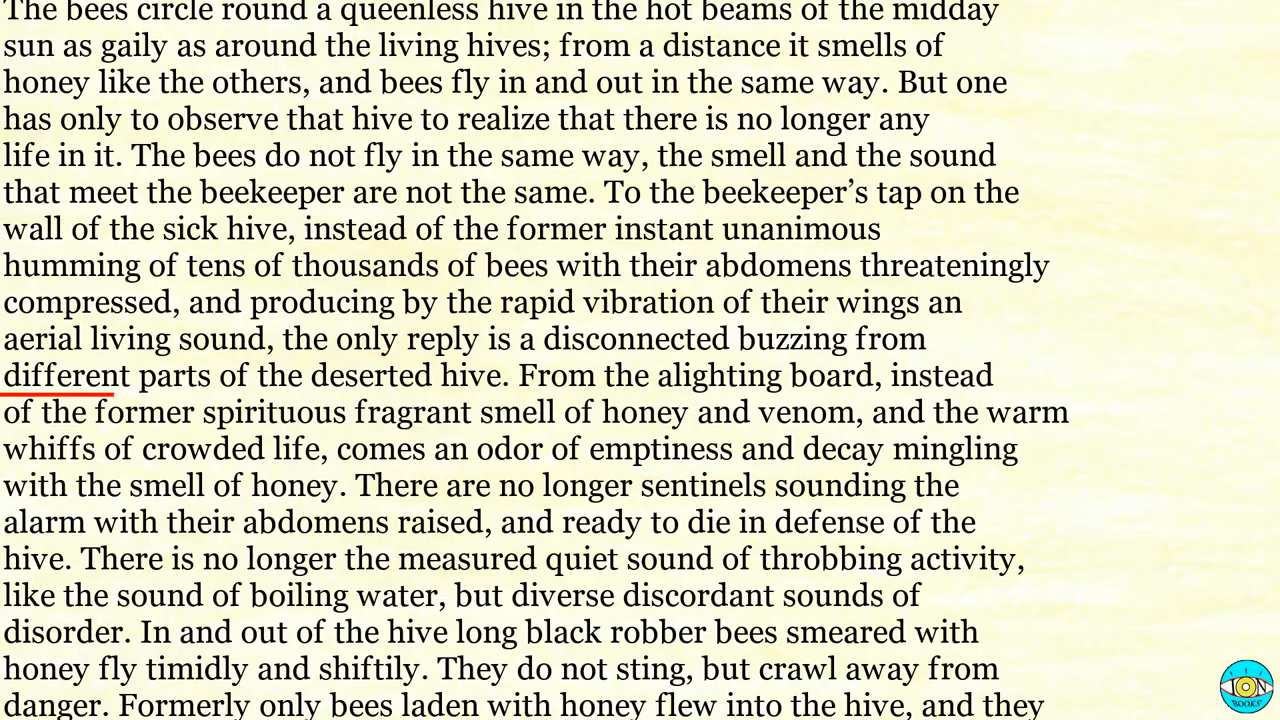 The bees circle round a queenless hive in the hot beams of the midday
sun as gaily as around the living hives; from a distance it smells of
honey like the others, and bees fly in and out in the same way. But one
has only to observe that hive to realize that there is no longer any
life in it. The bees do not fly in the same way, the smell and the sound
that meet the beekeeper are not the same. To the beekeeper’s tap on the
wall of the sick hive, instead of the former instant unanimous
humming of tens of thousands of bees with their abdomens threateningly
compressed, and producing by the rapid vibration of their wings an
aerial living sound, the only reply is a disconnected buzzing from
different parts of the deserted hive. From the alighting board, instead
of the former spirituous fragrant smell of honey and venom, and the warm
whiffs of crowded life, comes an odor of emptiness and decay mingling
with the smell of honey. There are no longer sentinels sounding the
alarm with their abdomens raised, and ready to die in defense of the
hive. There is no longer the measured quiet sound of throbbing activity,
like the sound of boiling water, but diverse discordant sounds of
disorder. In and out of the hive long black robber bees smeared with
honey fly timidly and shiftily. They do not sting, but crawl away from
danger. Formerly only bees laden with honey flew into the hive, and they
ION
BOOKS